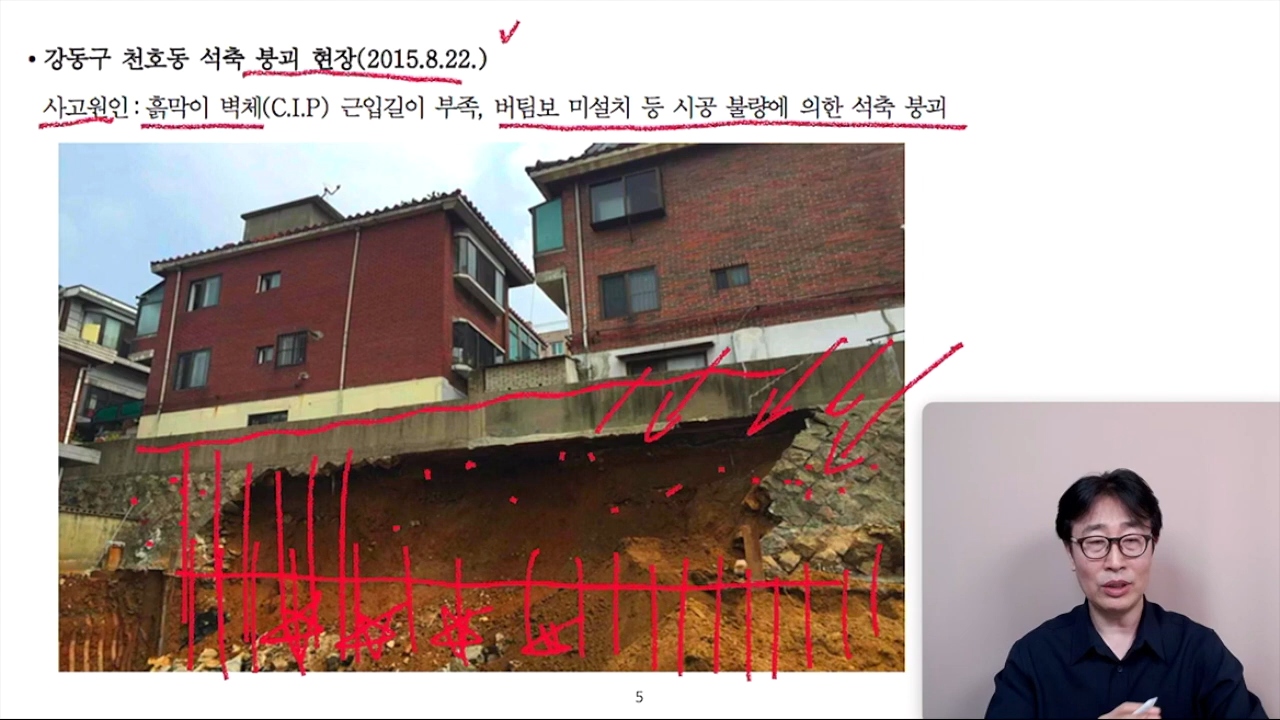 • 강동구 천호동 석축 붕괴 현장(2015.8.22.)
사고원인 : 흙막이 벽체(C.I.P) 근입길이 부족, 버팀보 미설치 등 시공 불량에 의한 석축 붕괴
5